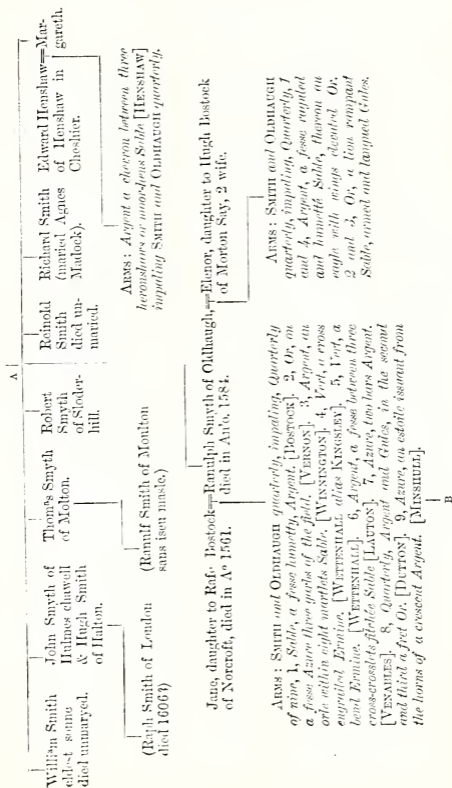 A
William Smith
eldest sonne
died unmaryed.
John Smyth of
Hulmes chawell
& Hugh Smith
of Halton.
Thom's Smyth
of Molton.
Robert
Smyth
of Sloder-
hill.
Reinold
Smith
died un-
maried.
Richard Smith
(maried Agnes
Matock).
Edward Henshaw=Mar-
of Henshaw in gareth.
Cheshier.
(Raph Smith of London
died 1606?)
(Romulf Smith of Moulton
sans iseu masle.)
ARMS: Argent a chevron between three
heronshaws or moor-hens Sable [HENSHAW]
impaling SMITH and OLDHAUGH quarterly.
Jane, daughter to Rafe Bostock=Ranulph Smyth of Oldhaugh,=Elenor, daughter to Hugh Bostock
of Norcroft, died in Ao 1561. died in An'o. 1584. of Morton Say, 2 wife.
ARMS: SMITH and OLDHAUGH quarterly, impaling, Quarterly
of nine, 1, Sable, a fesse humetty, Argent. [BOSTOCK]. 2, Or, on
a fesse Azure three garbs of the field. [VERNON]. 3, Argent, an
orle within eight martlets Sable. [WINNINGTON]. 4, Vert, a cross
engrailed Ermine. [WETTENHALL alias KINGSLEY]. 5, Vert, a
bend Ermine. [WETTENHALL]. 6, Argent, a fesse between three
cross-crosslets fitchée Sable [LAUTON]. 7, Azure, two bars Argent.
[VENABLES]. 8, Quarterly, Argent and Gules, in the second
and third a fret Or. [DUTTON]. 9, Azure, an estoile issuant from
the horns of a crescent Argent. [MINSHULL].
ARMS: SMITH and OLDHAUGH
quarterly, impaling, Quarterly, 1
and 4, Argent, a fesse raguled
and humetté Sable, thereon an
eagle with wings elevated Or.
2 and 3, Or, a lion rampant
Sable, armed and langued Gules.
B